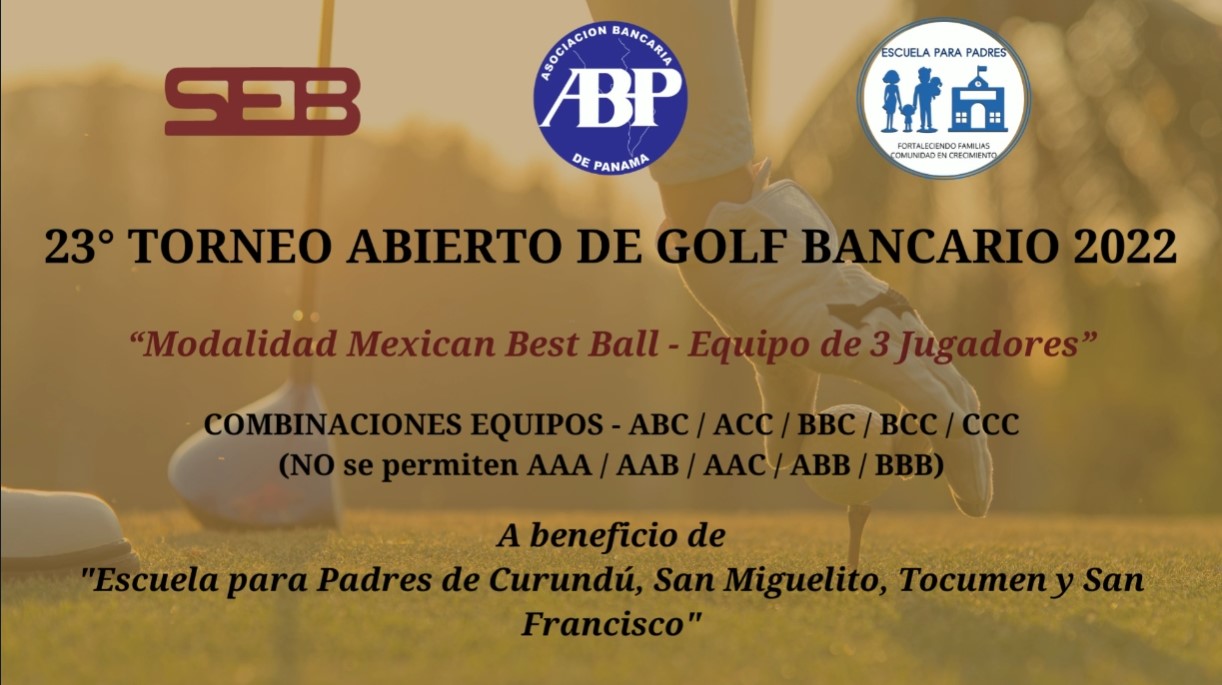 SEB
ASOCIACION BANCARIA
ABP
DE PANAMA
ESCUELA PARA PADRES
FORTALECIENDO FAMILIAS
COMUNIDAD EN CRECIMIENTO
23° TORNEO ABIERTO DE GOLF BANCARIO 2022
“Modalidad Mexican Best Ball - Equipo de 3 Jugadores”
COMBINACIONES EQUIPOS - ABC / ACC / BBC / BCC / CCC
(NO se permiten AAA / AAB / AAC / ABB / BBB)
A beneficio de
"Escuela para Padres de Curundú, San Miguelito, Tocumen y San
Francisco"